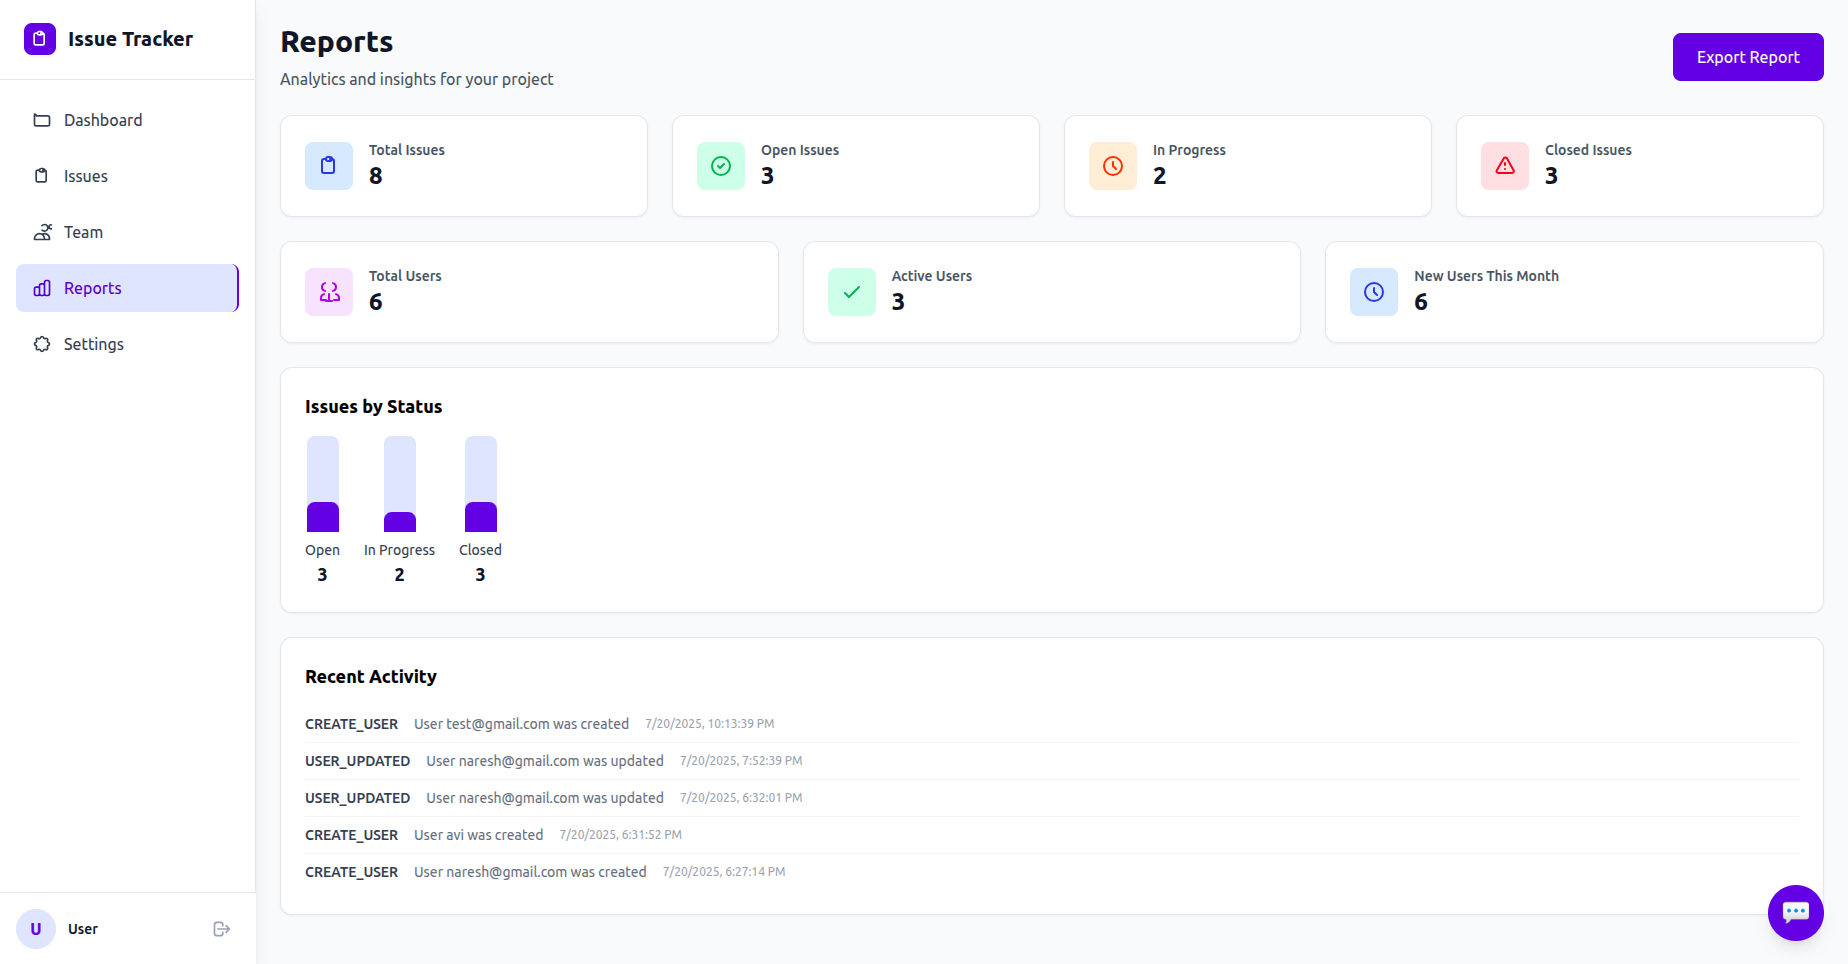 Issue Tracker
Dashboard
Issues
Team
Reports
Settings
U User
Reports
Analytics and insights for your project
Export Report
Total Issues
8
Open Issues
3
In Progress
2
Closed Issues
3
Total Users
6
Active Users
3
New Users This Month
6
Issues by Status
Open In Progress Closed
3 2 3
Recent Activity
CREATE_USER User test@gmail.com was created 7/20/2025, 10:13:39 PM
USER_UPDATED User naresh@gmail.com was updated 7/20/2025, 7:52:39 PM
USER_UPDATED User naresh@gmail.com was updated 7/20/2025, 6:32:01 PM
CREATE_USER User avi was created 7/20/2025, 6:31:52 PM
CREATE_USER User naresh@gmail.com was created 7/20/2025, 6:27:14 PM